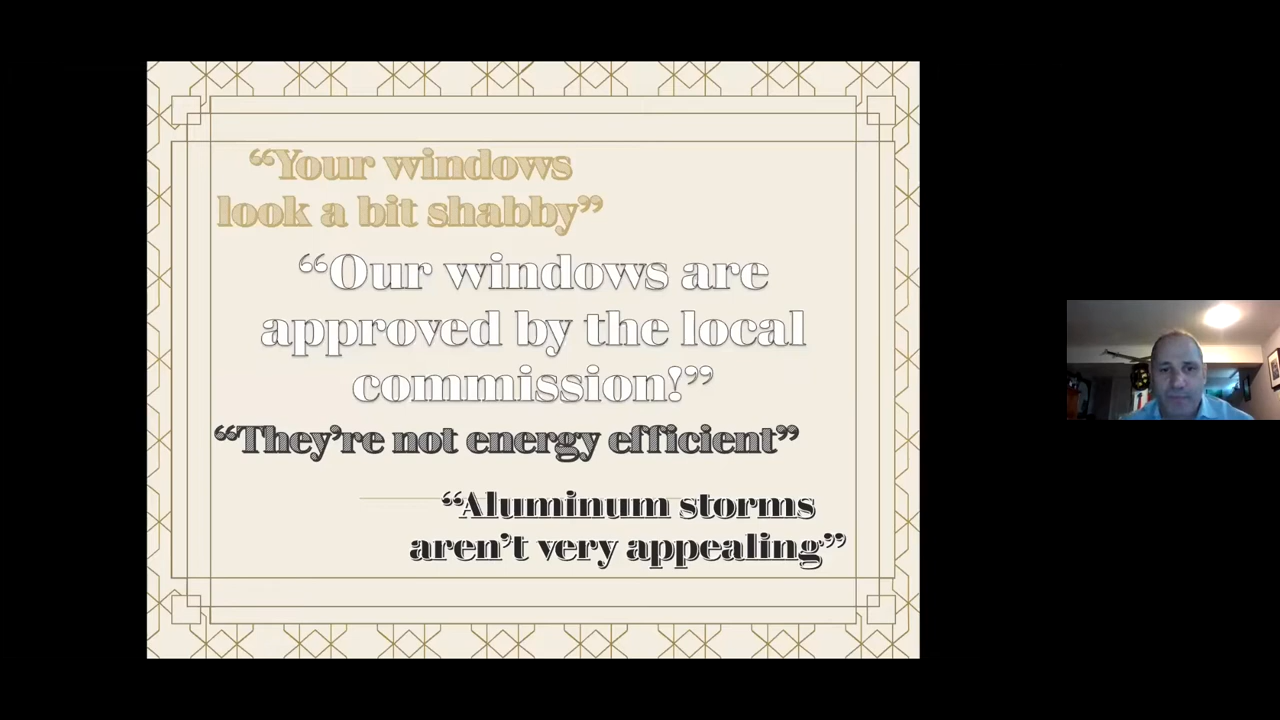 “Your windows
look a bit shabby”
“Our windows are
approved by the local
commission!”
“They’re not energy efficient”
“Aluminum storms
aren’t very appealing”